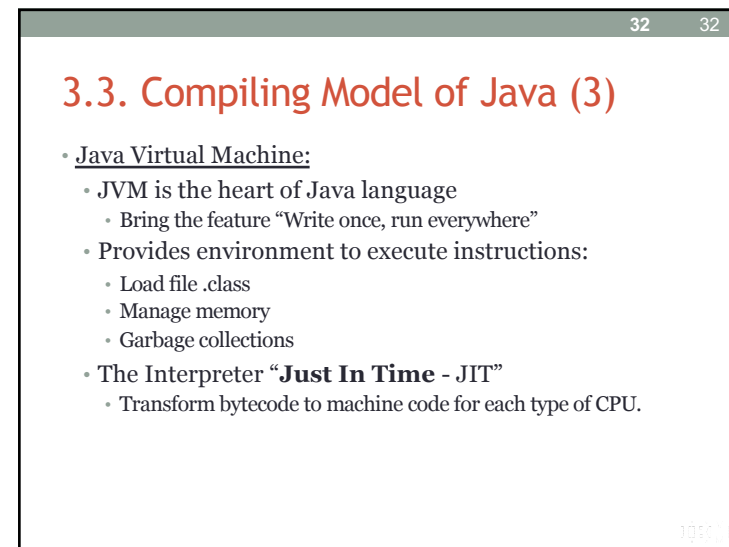 32 32
3.3. Compiling Model of Java (3)
• Java Virtual Machine:
• JVM is the heart of Java language
• Bring the feature “Write once, run everywhere”
• Provides environment to execute instructions:
• Load file .class
• Manage memory
• Garbage collections
• The Interpreter “Just In Time - JIT”
• Transform bytecode to machine code for each type of CPU.